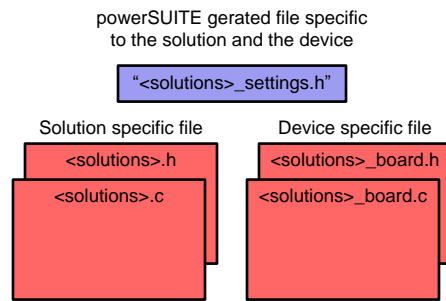 powerSUITE gerated file specific
to the solution and the device
“<solutions>_settings.h”
Solution specific file
<solutions>.h
<solutions>.c
Device specific file
<solutions>_board.h
<solutions>_board.c